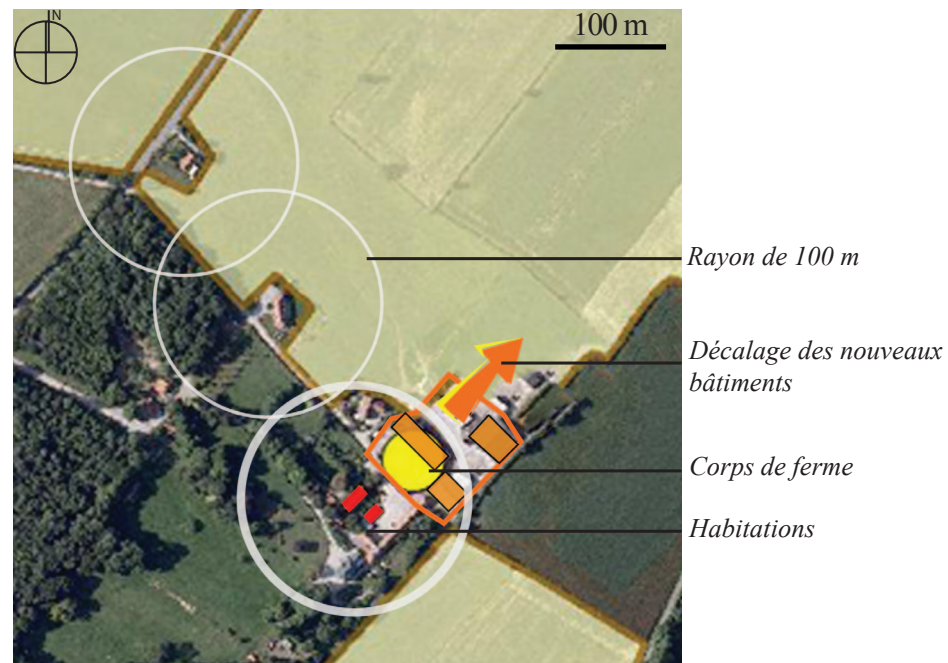 N
100 m
Rayon de 100 m
Décalage des nouveaux
bâtiments
Corps de ferme
Habitations